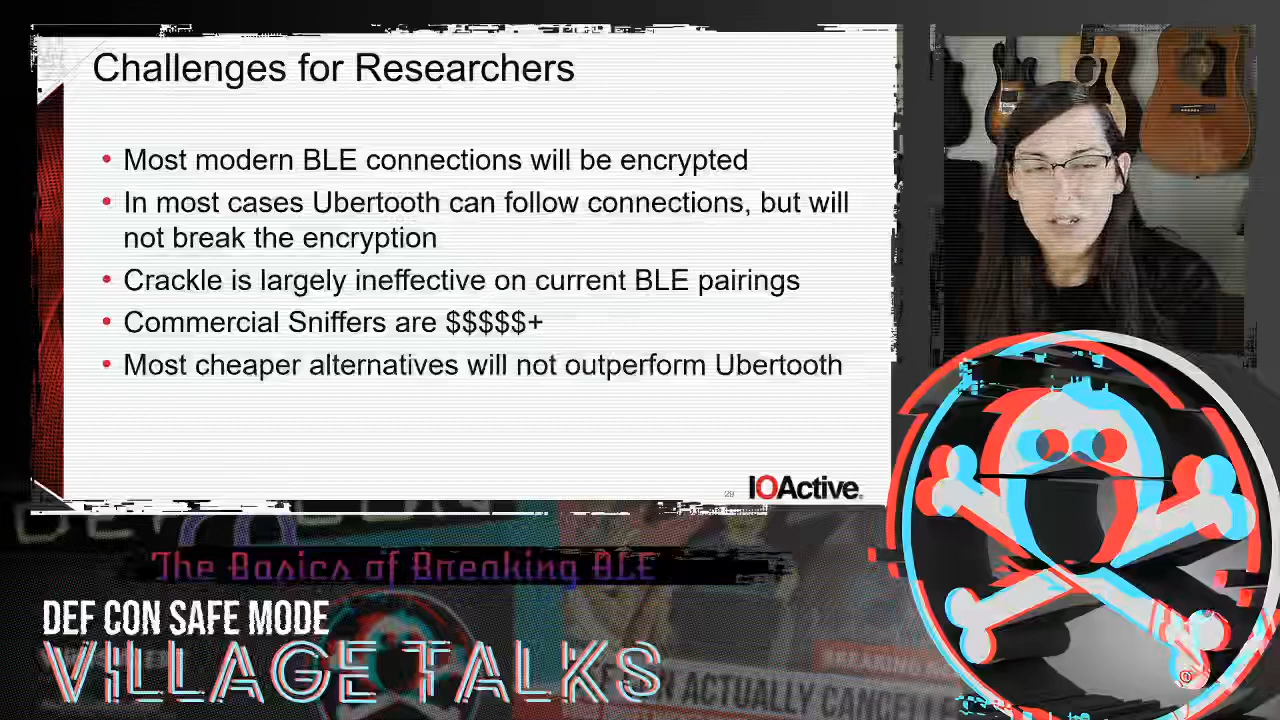 Challenges for Researchers
• Most modern BLE connections will be encrypted
• In most cases Ubertooth can follow connections, but will
not break the encryption
• Crackle is largely ineffective on current BLE pairings
• Commercial Sniffers are $$$$$+
• Most cheaper alternatives will not outperform Ubertooth
IOActive
The Basics of Breaking BLE
DEF CON SAFE MODE
VILLAGE TALKS
CON ACTUALLY